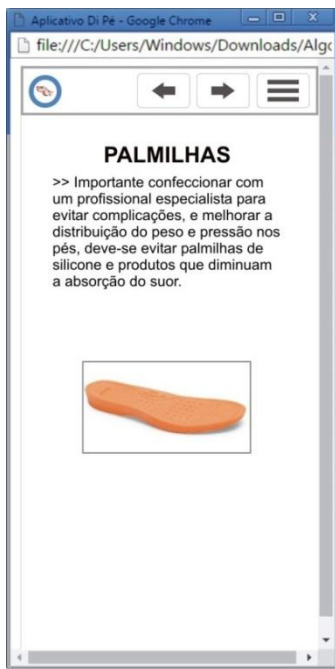 Aplicativo Di Pé - Google Chrome
file:///C:/Users/Windows/Downloads/Algo
PALMILHAS
>> Importante confeccionar com
um profissional especialista para
evitar complicações, e melhorar a
distribuição do peso e pressão nos
pés, deve-se evitar palmilhas de
silicone e produtos que diminuam
a absorção do suor.